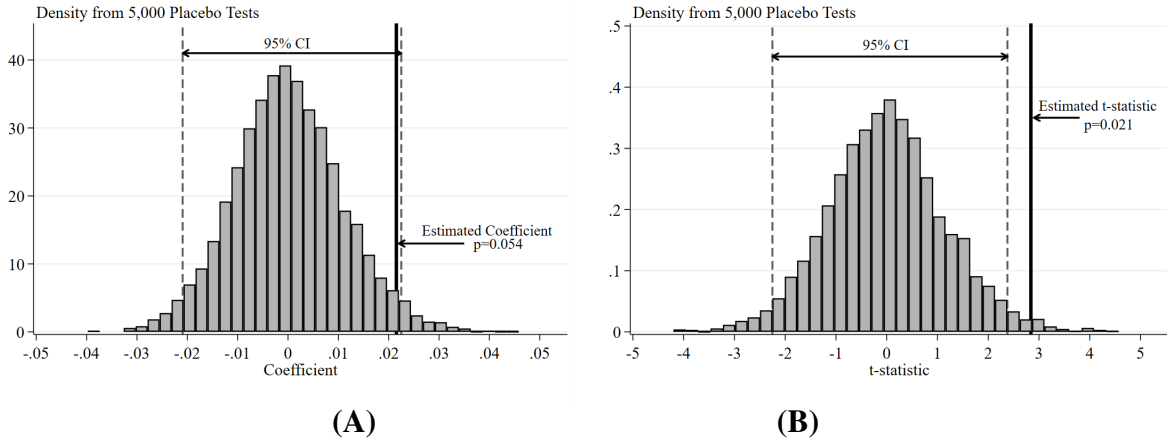 Density from 5,000 Placebo Tests
95% CI
40
30
20
10
0
Estimated Coefficient
p=0.054
-.05 -.04 -.03 -.02 -.01 0 .01 .02 .03 .04 .05
Coefficient
(A)
Density from 5,000 Placebo Tests
.5
95% CI
.4
Estimated t-statistic
p=0.021
.3
.2
.1
0
-5 -4 -3 -2 -1 0 1 2 3 4 5
t-statistic
(B)